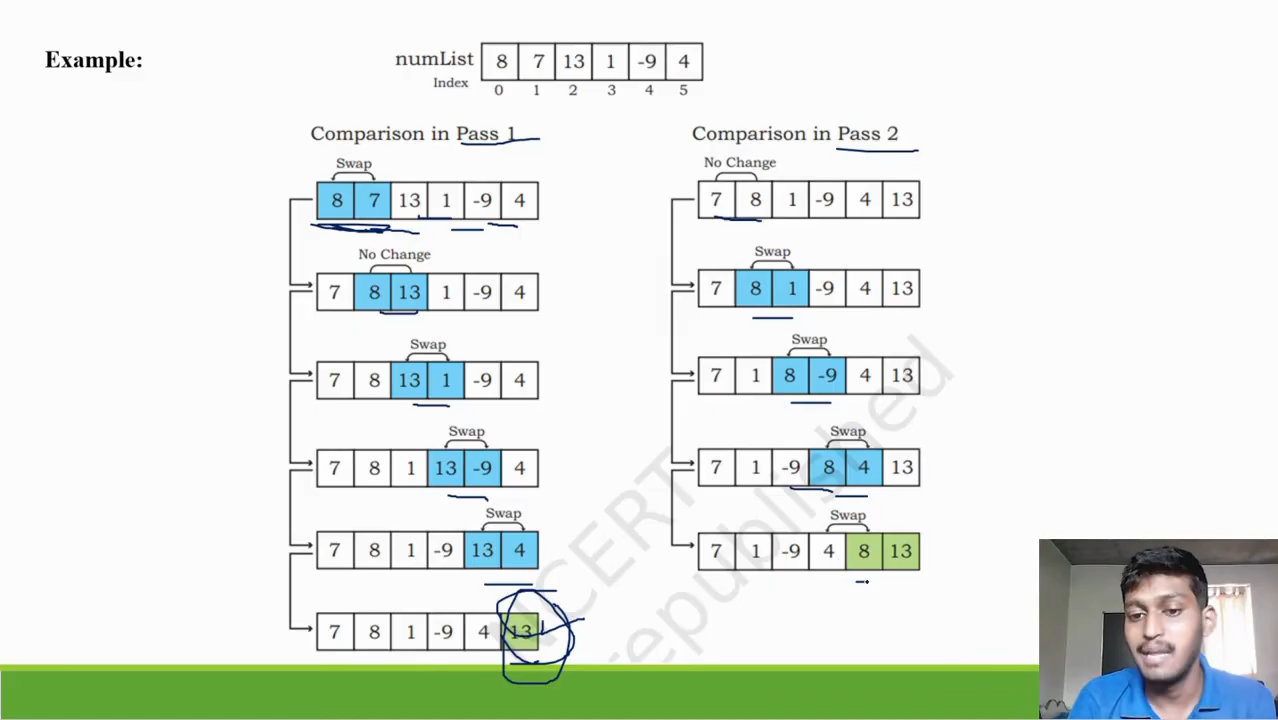 Example:
numList 8 7 13 1 -9 4
Index 0 1 2 3 4 5
Comparison in Pass 1
Swap
8 7 13 1 -9 4
No Change
7 8 13 1 -9 4
Swap
7 8 13 1 -9 4
Swap
7 8 1 13 -9 4
Swap
7 8 1 -9 13 4
7 8 1 -9 4 13
Comparison in Pass 2
No Change
7 8 1 -9 4 13
Swap
7 8 1 -9 4 13
Swap
7 1 8 -9 4 13
Swap
7 1 -9 8 4 13
Swap
7 1 -9 4 8 13
NCERT
republished